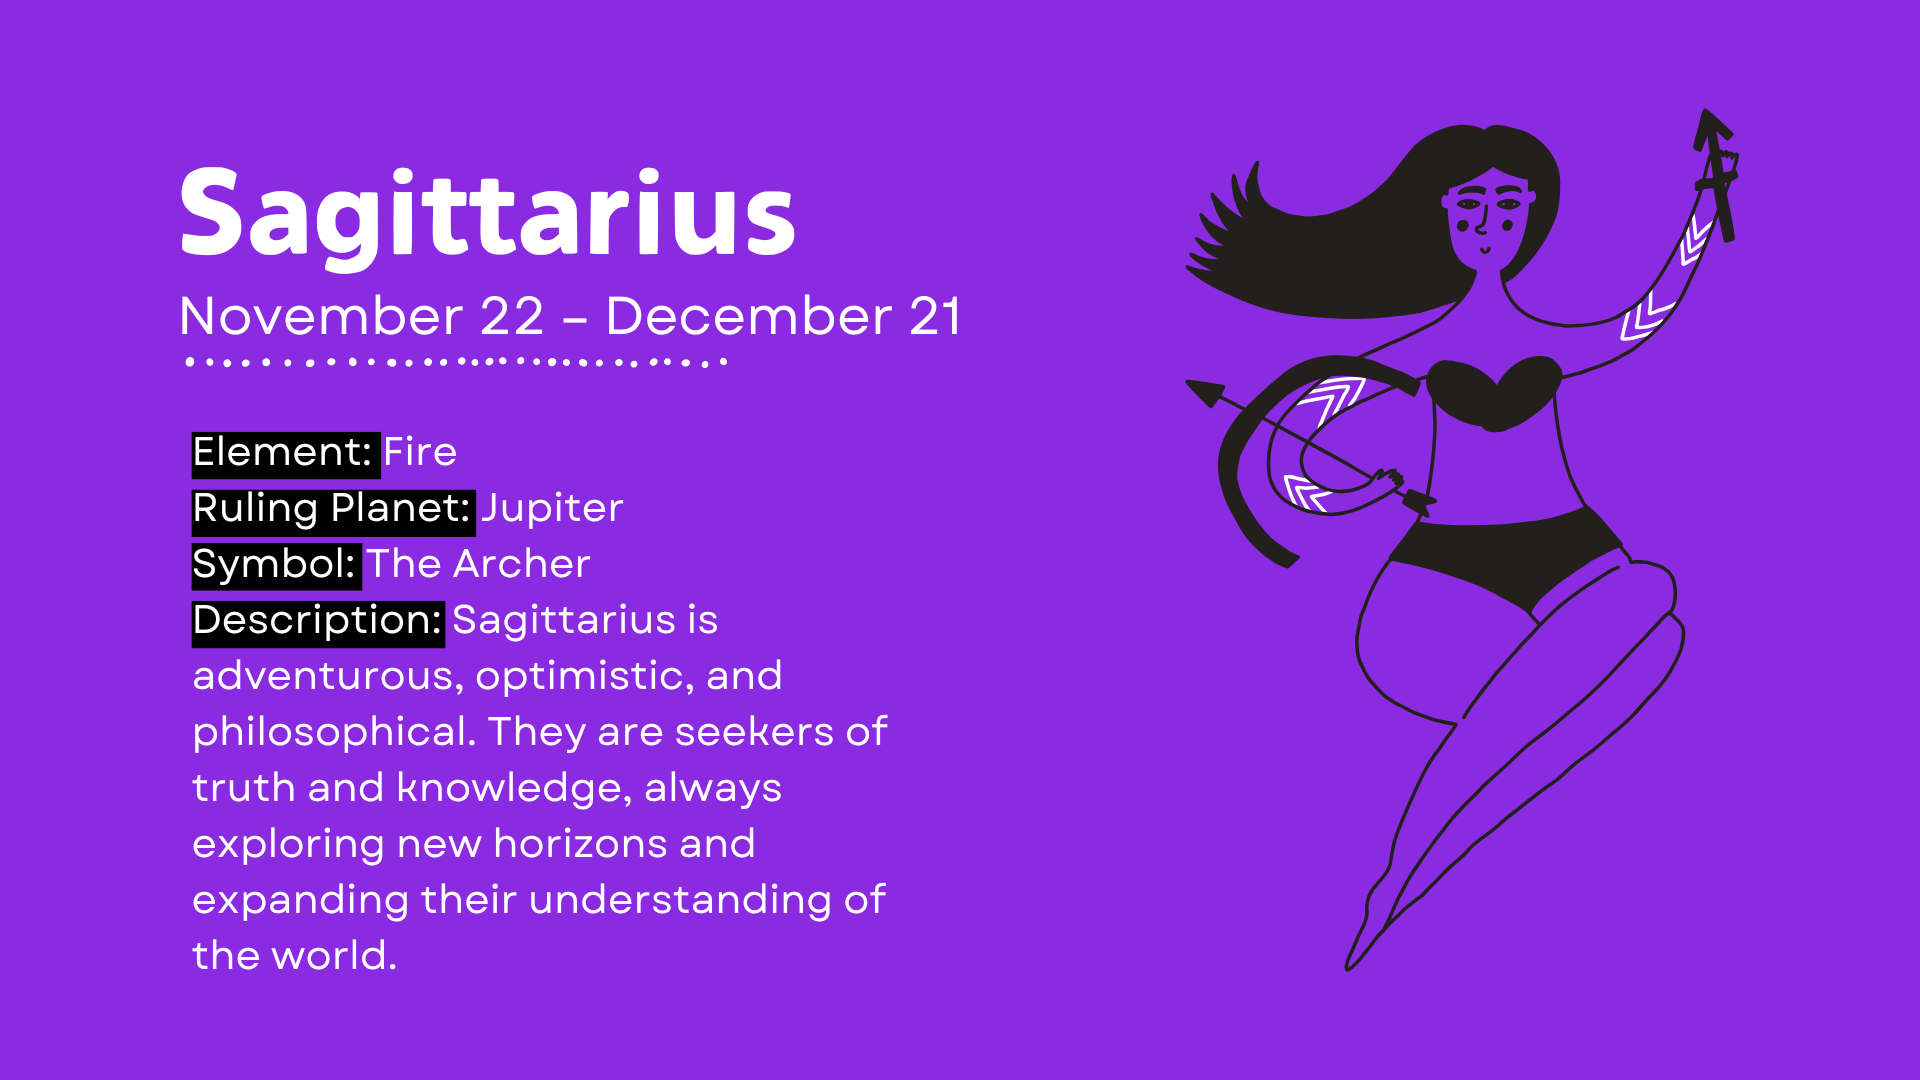 Sagittarius
November 22 – December 21
Element: Fire
Ruling Planet: Jupiter
Symbol: The Archer
Description: Sagittarius is
adventurous, optimistic, and
philosophical. They are seekers of
truth and knowledge, always
exploring new horizons and
expanding their understanding of
the world.